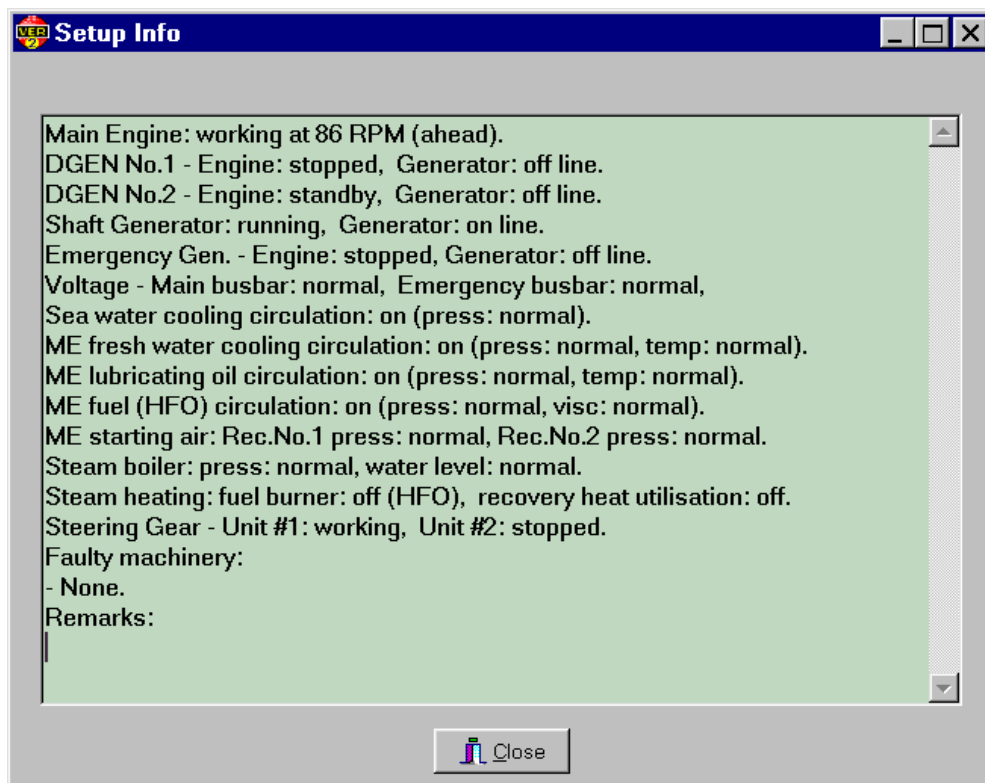 VER
2
Setup Info
Main Engine: working at 86 RPM (ahead).
DGEN No.1 - Engine: stopped,  Generator: off line.
DGEN No.2 - Engine: standby,  Generator: off line.
Shaft Generator: running,  Generator: on line.
Emergency Gen. - Engine: stopped, Generator: off line.
Voltage - Main busbar: normal,  Emergency busbar: normal,
Sea water cooling circulation: on (press: normal).
ME fresh water cooling circulation: on (press: normal, temp: normal).
ME lubricating oil circulation: on (press: normal, temp: normal).
ME fuel (HFO) circulation: on (press: normal, visc: normal).
ME starting air: Rec.No.1 press: normal, Rec.No.2 press: normal.
Steam boiler: press: normal, water level: normal.
Steam heating: fuel burner: off (HFO),  recovery heat utilisation: off.
Steering Gear - Unit #1: working,  Unit #2: stopped.
Faulty machinery:
- None.
Remarks:
Close